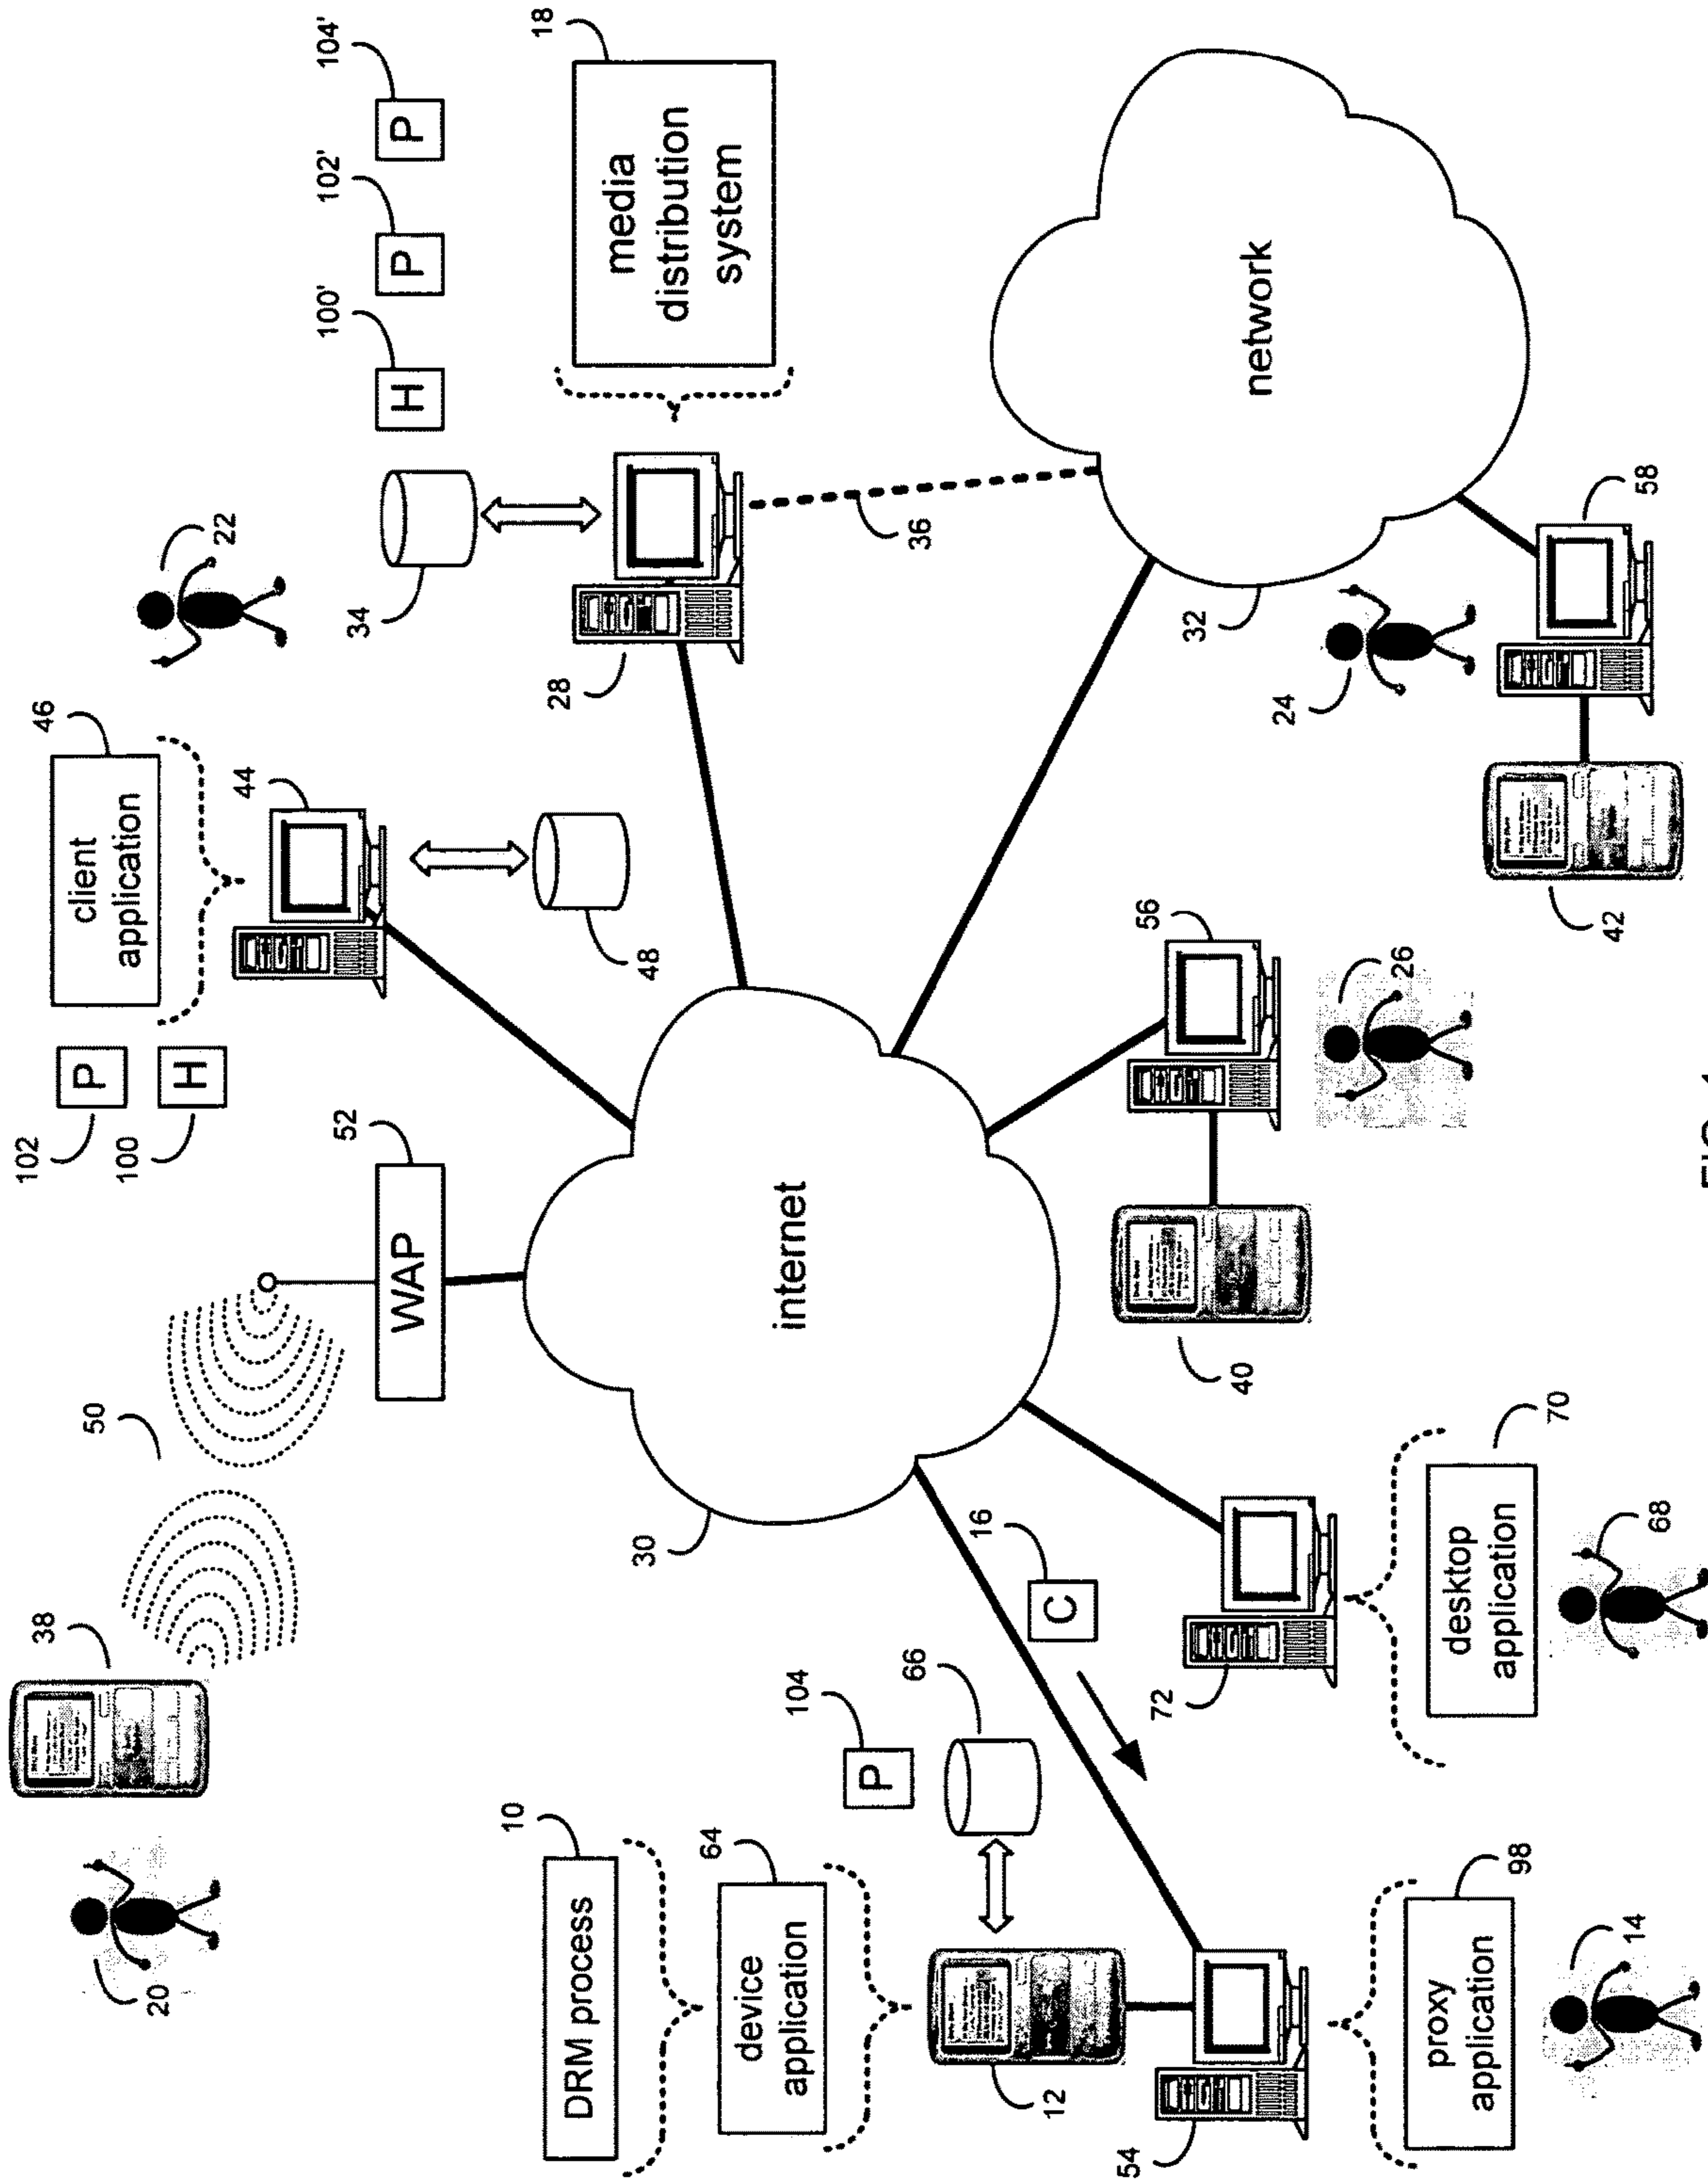 38
102
46
P
client
application
50
100
H
20
22
44
52
104'
102'
100'
34
WAP
P
P
H
10
DRM process
18
28
media
distribution
system
30
48
64
device
application
internet
104
P
66
36
16
C
12
54
72
56
32
network
24
40
98
proxy
application
26
70
desktop
application
14
68
42
58
FIG. 1